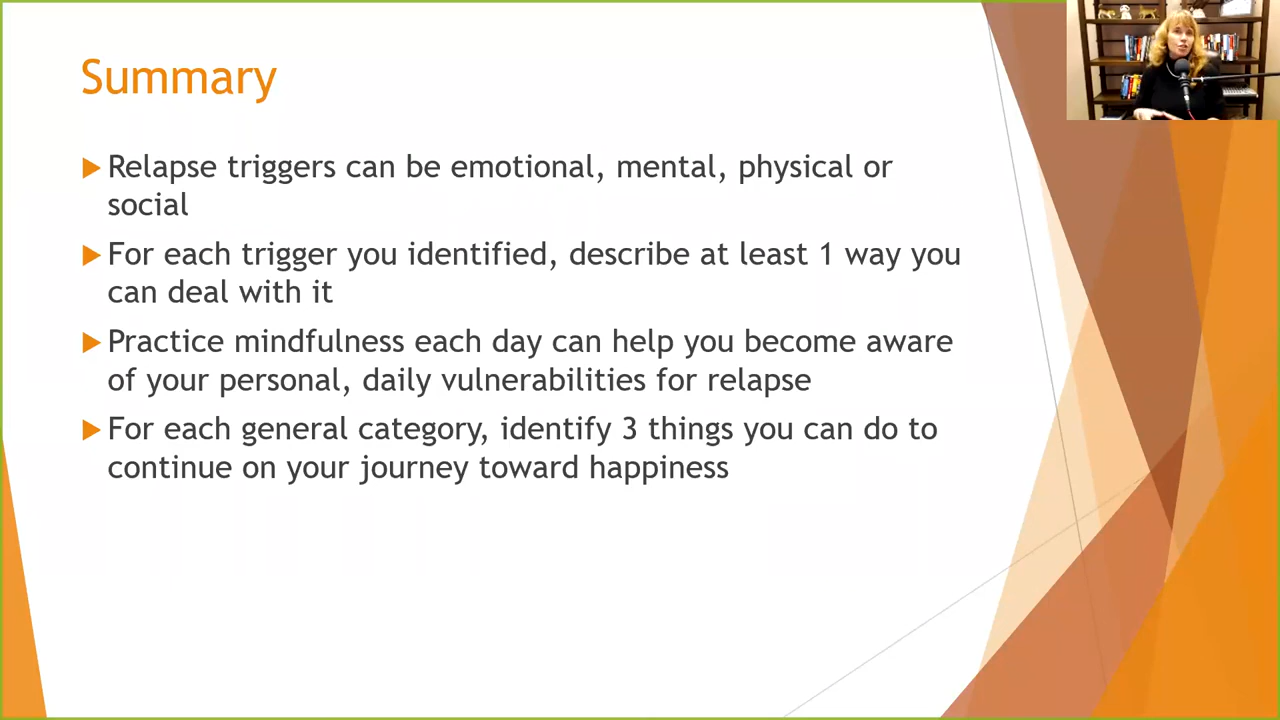 Summary
Relapse triggers can be emotional, mental, physical or
social
For each trigger you identified, describe at least 1 way you
can deal with it
Practice mindfulness each day can help you become aware
of your personal, daily vulnerabilities for relapse
For each general category, identify 3 things you can do to
continue on your journey toward happiness